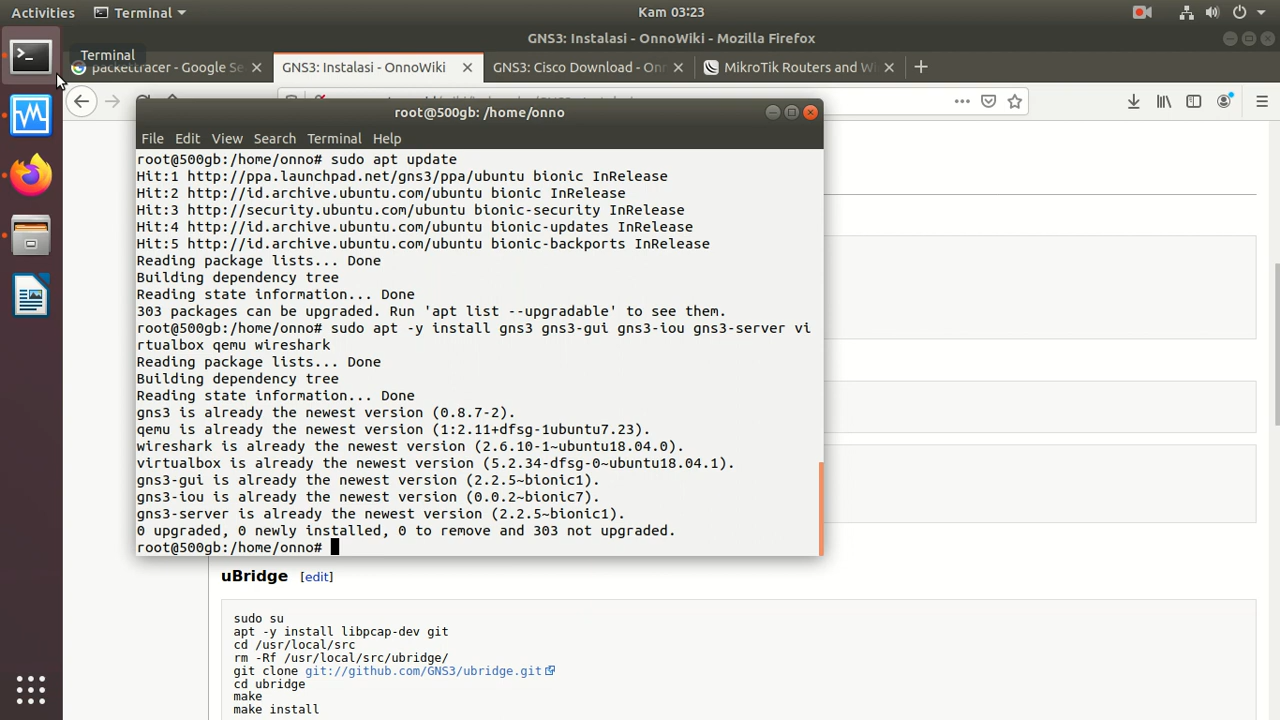 Activities
Terminal
Kam 03:23
GNS3: Instalasi - OnnoWiki - Mozilla Firefox
Terminal
packettracer - Google Se
GNS3: Instalasi - OnnoWiki
GNS3: Cisco Download - Onn
MikroTik Routers and Wi
root@500gb: /home/onno
File Edit View Search Terminal Help
root@500gb:/home/onno# sudo apt update
Hit:1 http://ppa.launchpad.net/gns3/ppa/ubuntu bionic InRelease
Hit:2 http://id.archive.ubuntu.com/ubuntu bionic InRelease
Hit:3 http://security.ubuntu.com/ubuntu bionic-security InRelease
Hit:4 http://id.archive.ubuntu.com/ubuntu bionic-updates InRelease
Hit:5 http://id.archive.ubuntu.com/ubuntu bionic-backports InRelease
Reading package lists... Done
Building dependency tree
Reading state information... Done
303 packages can be upgraded. Run 'apt list --upgradable' to see them.
root@500gb:/home/onno# sudo apt -y install gns3 gns3-gui gns3-iou gns3-server vi
rtualbox qemu wireshark
Reading package lists... Done
Building dependency tree
Reading state information... Done
gns3 is already the newest version (0.8.7-2).
qemu is already the newest version (1:2.11+dfsg-1ubuntu7.23).
wireshark is already the newest version (2.6.10-1~ubuntu18.04.0).
virtualbox is already the newest version (5.2.34-dfsg-0~ubuntu18.04.1).
gns3-gui is already the newest version (2.2.5~bionic1).
gns3-iou is already the newest version (0.0.2~bionic7).
gns3-server is already the newest version (2.2.5~bionic1).
0 upgraded, 0 newly installed, 0 to remove and 303 not upgraded.
root@500gb:/home/onno#
uBridge [edit]
sudo su
apt -y install libpcap-dev git
cd /usr/local/src
rm -Rf /usr/local/src/ubridge/
git clone git://github.com/GNS3/ubridge.git
cd ubridge
make
make install